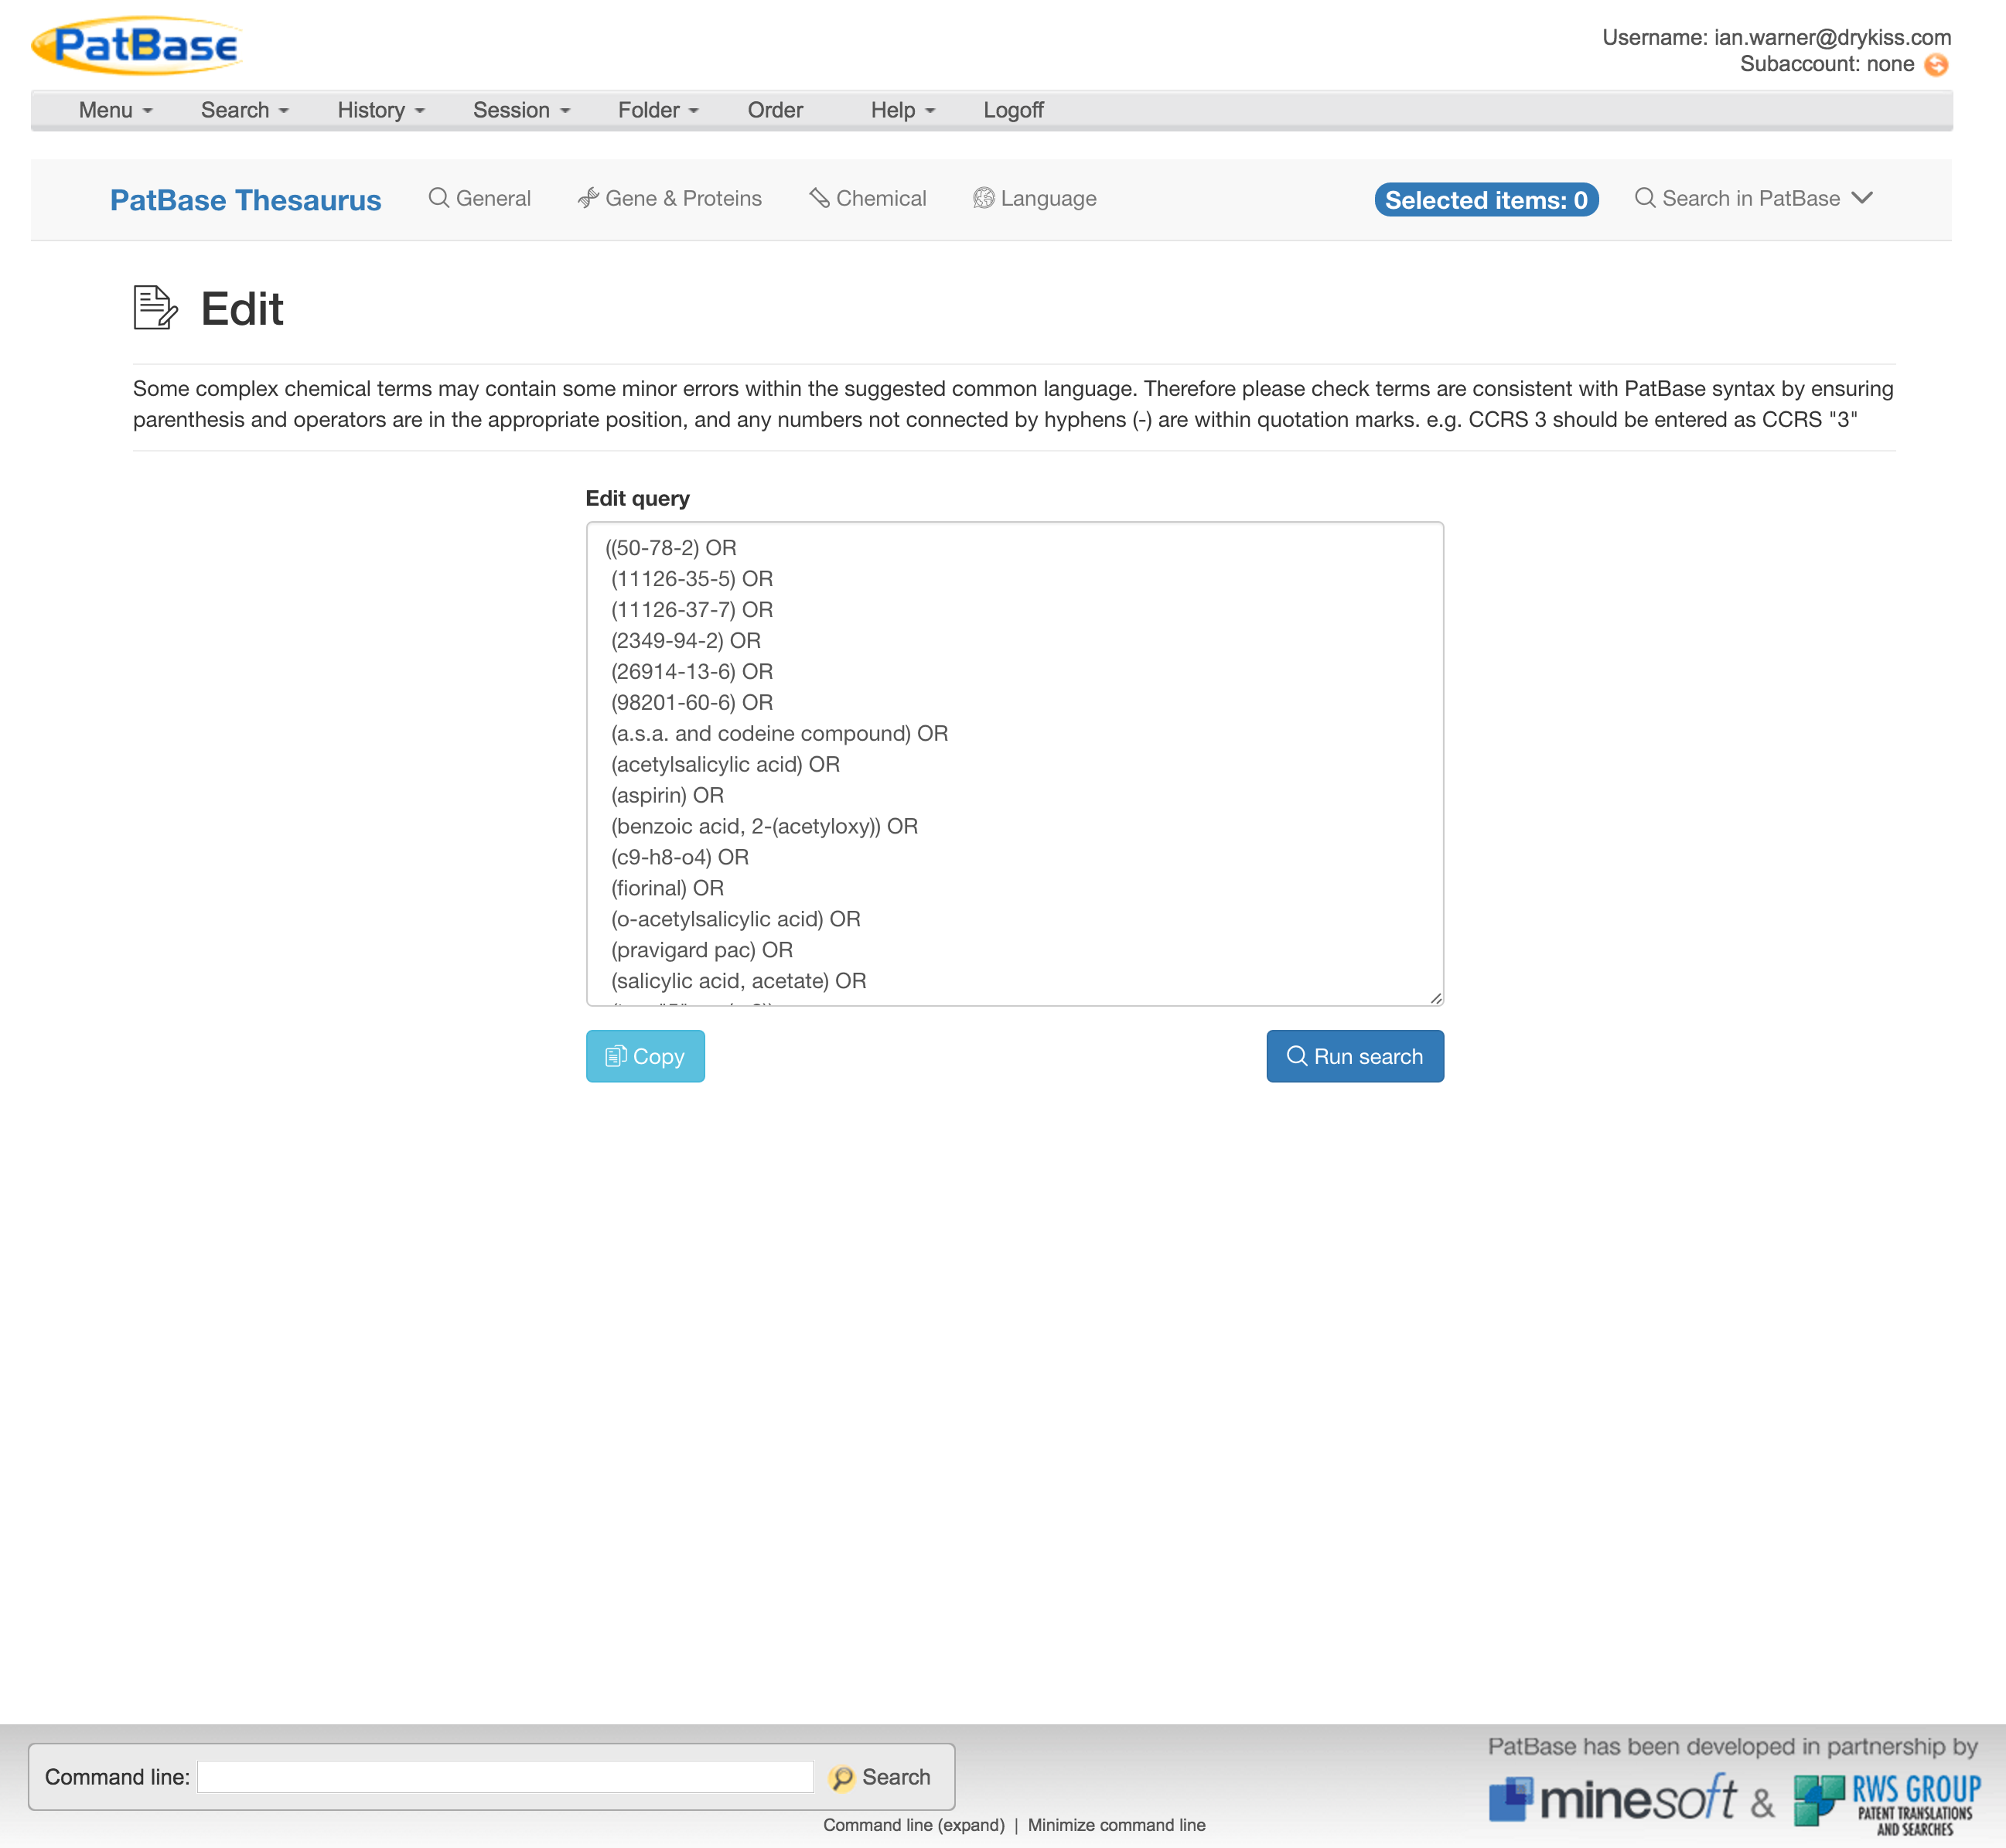 PatBase
Username: ian.warner@drykiss.com
Subaccount: none
Menu Search History Session Folder Order Help Logoff
PatBase Thesaurus General Gene & Proteins Chemical Language Selected items: 0 Search in PatBase
Edit
Some complex chemical terms may contain some minor errors within the suggested common language. Therefore please check terms are consistent with PatBase syntax by ensuring
parenthesis and operators are in the appropriate position, and any numbers not connected by hyphens (-) are within quotation marks. e.g. CCRS 3 should be entered as CCRS "3"
Edit query
((50-78-2) OR
(11126-35-5) OR
(11126-37-7) OR
(2349-94-2) OR
(26914-13-6) OR
(98201-60-6) OR
(a.s.a. and codeine compound) OR
(acetylsalicylic acid) OR
(aspirin) OR
(benzoic acid, 2-(acetyloxy)) OR
(c9-h8-o4) OR
(fiorinal) OR
(o-acetylsalicylic acid) OR
(pravigard pac) OR
(salicylic acid, acetate) OR
Copy Run search
PatBase has been developed in partnership by
Command line: Search
minesoft & RWS GROUP
PATENT TRANSLATIONS
AND SEARCHES
Command line (expand) | Minimize command line